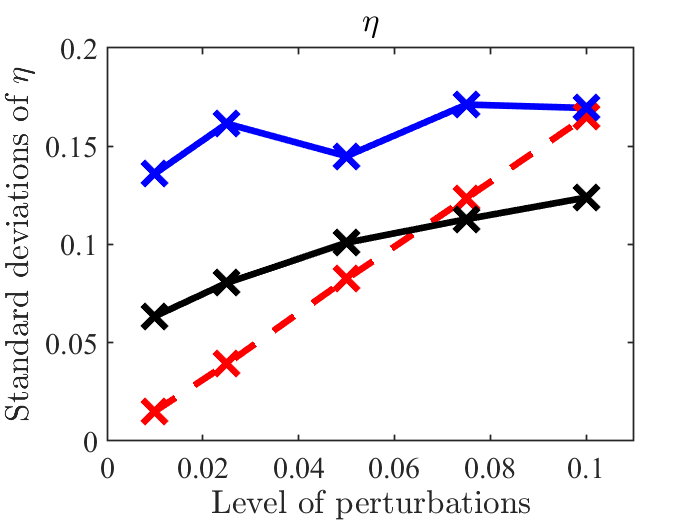 η
0.2
0.15
0.1
0.05
0
Standard deviations of η
0 0.02 0.04 0.06 0.08 0.1
Level of perturbations